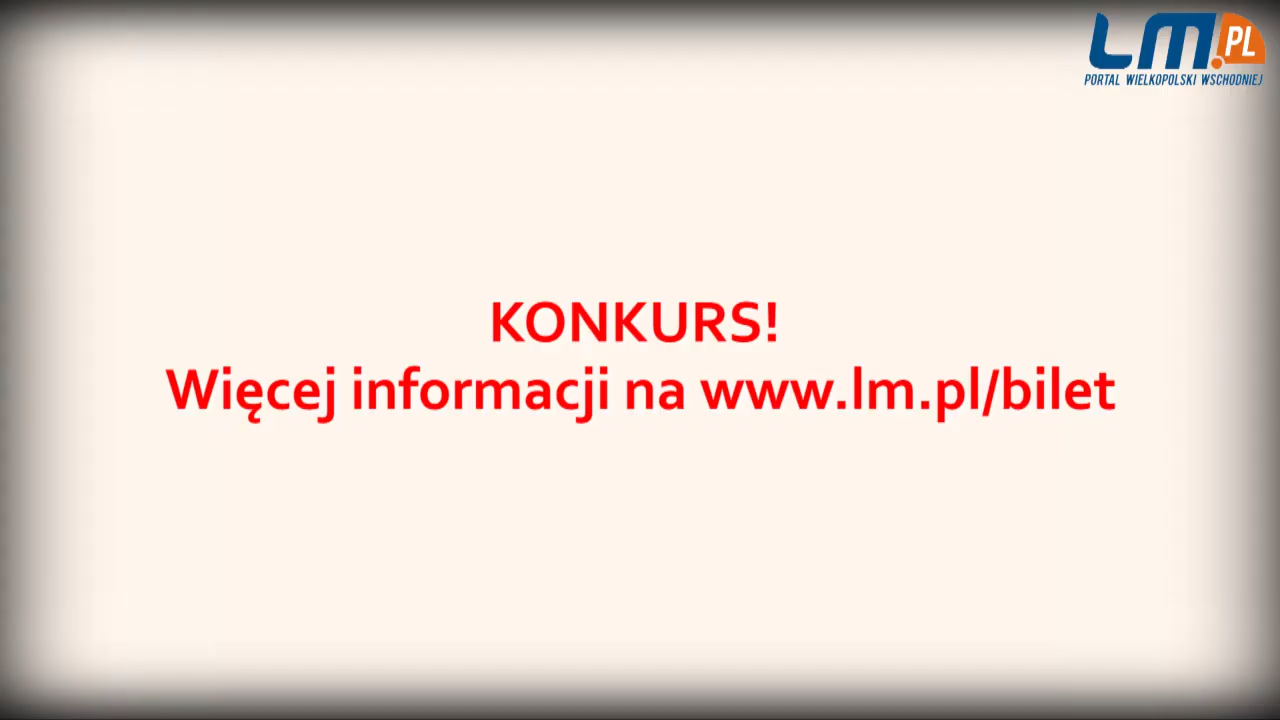 LM.PL
PORTAL WIELKOPOLSKI WSCHODNIEJ
KONKURS!
Więcej informacji na www.lm.pl/bilet